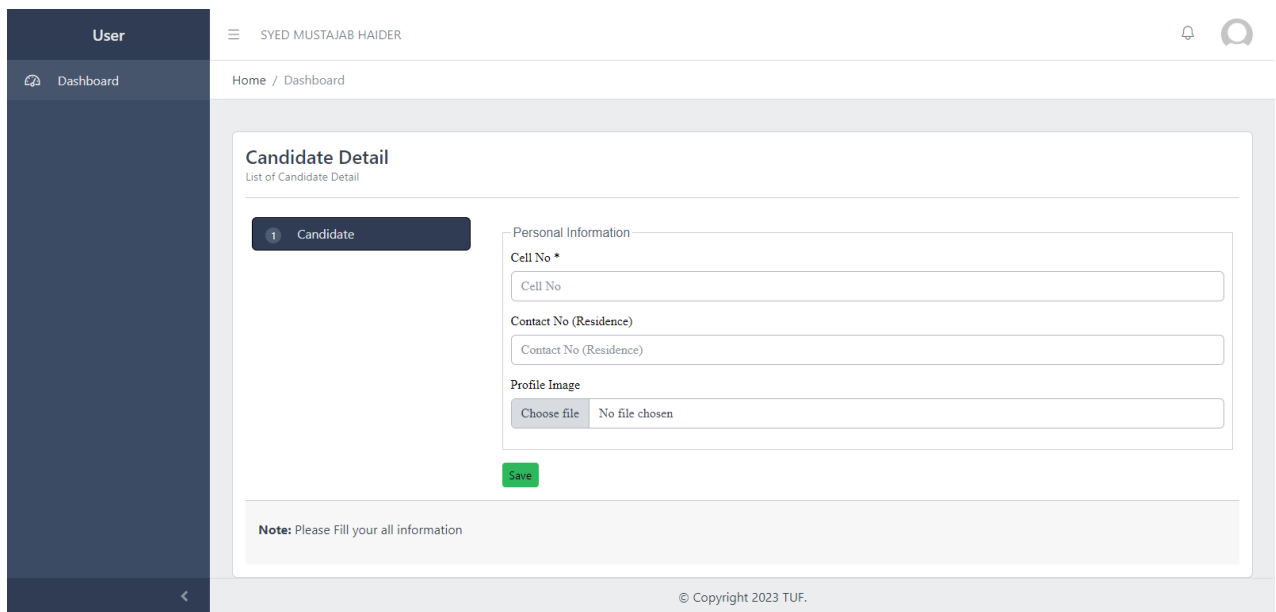 User
SYED MUSTAJAB HAIDER
Dashboard
Home / Dashboard
Candidate Detail
List of Candidate Detail
1 Candidate
Personal Information
Cell No *
Cell No
Contact No (Residence)
Contact No (Residence)
Profile Image
Choose file No file chosen
Save
Note: Please Fill your all information
© Copyright 2023 TUF.